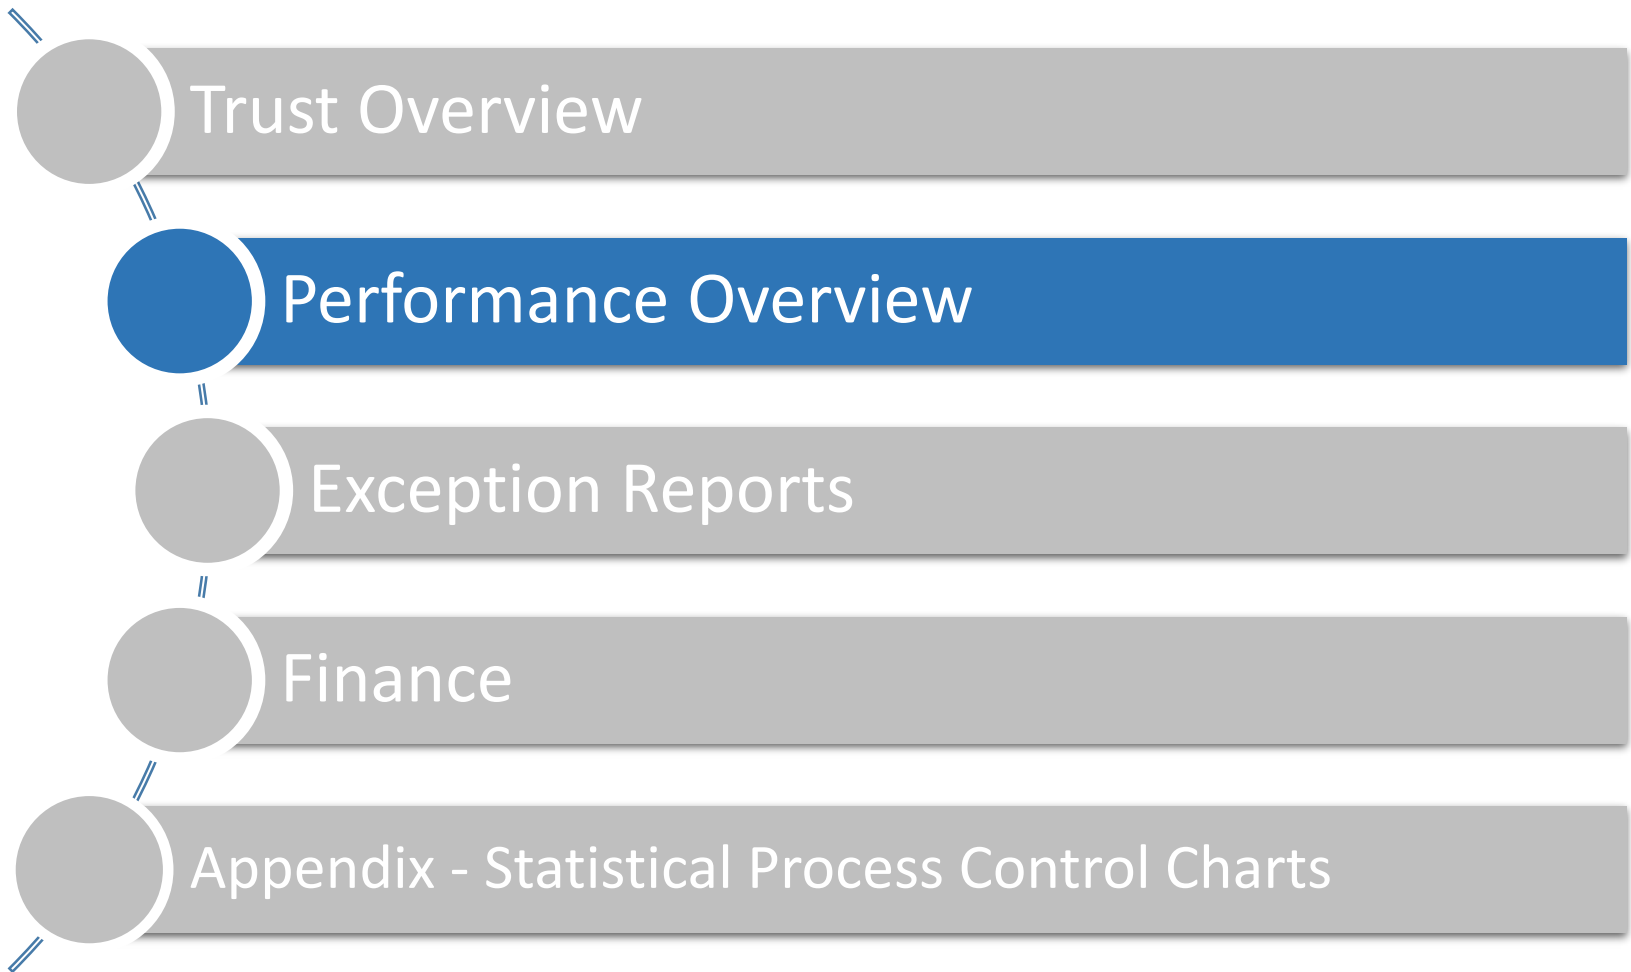 Trust Overview
Performance Overview
Exception Reports
Finance
Appendix - Statistical Process Control Charts